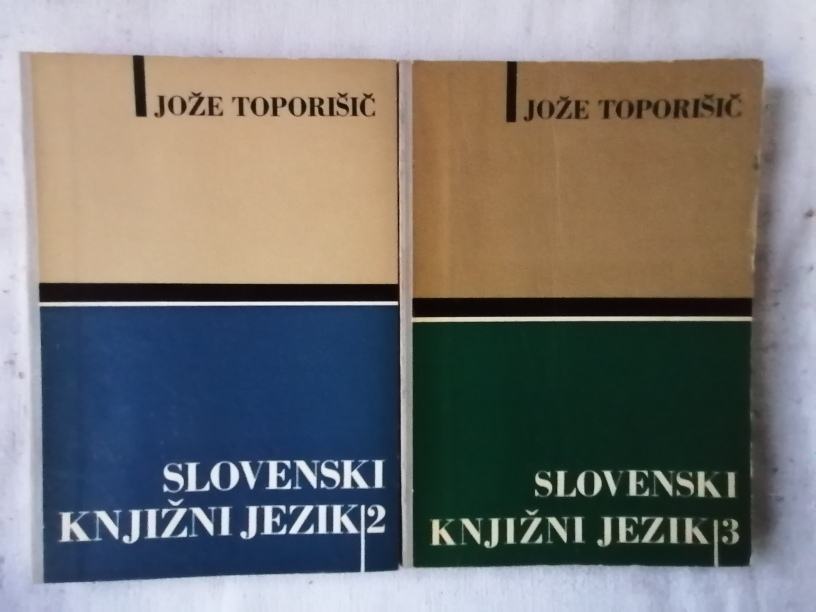 JOŽE TOPORIŠIČ
SLOVENSKI
KNJIŽNI JEZIK|2
JOŽE TOPORIŠIČ
SLOVENSKI
KNJIŽNI JEZIK|3